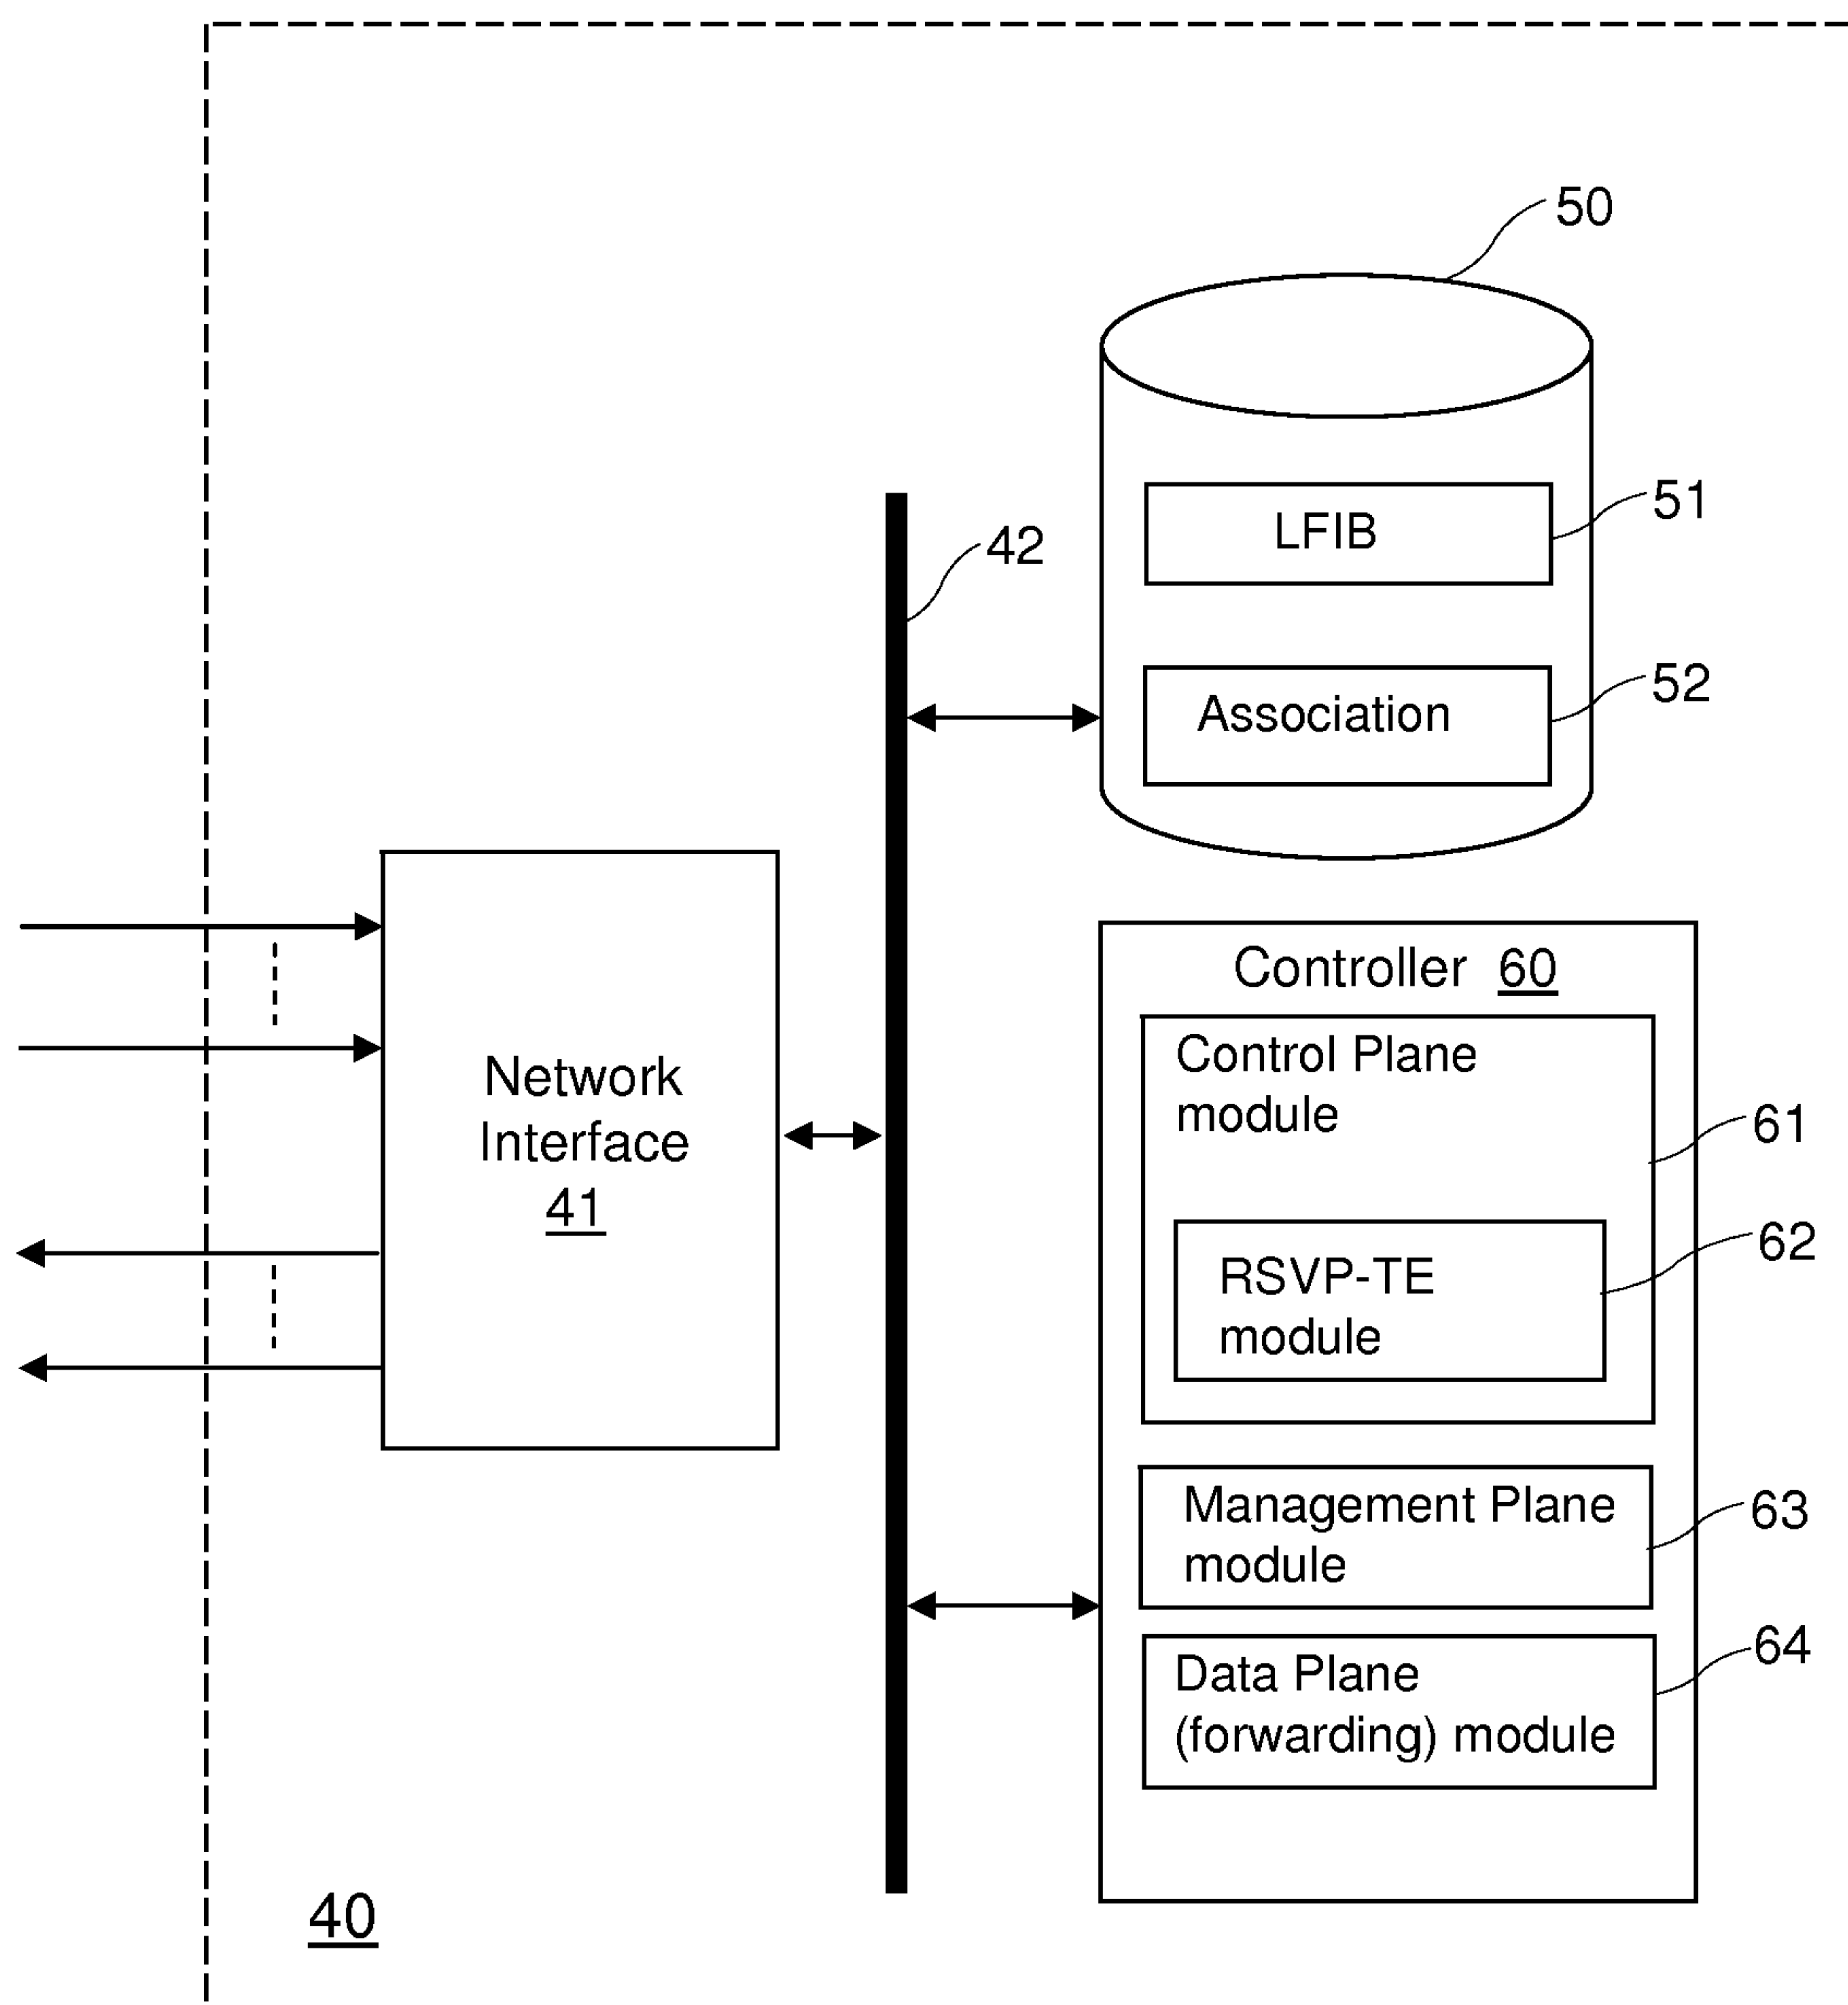 50
LFIB
51
42
Association
52
Controller 60
Control Plane
module
61
Network
Interface
41
RSVP-TE
module
62
Management Plane
module
63
Data Plane
(forwarding) module
64
40